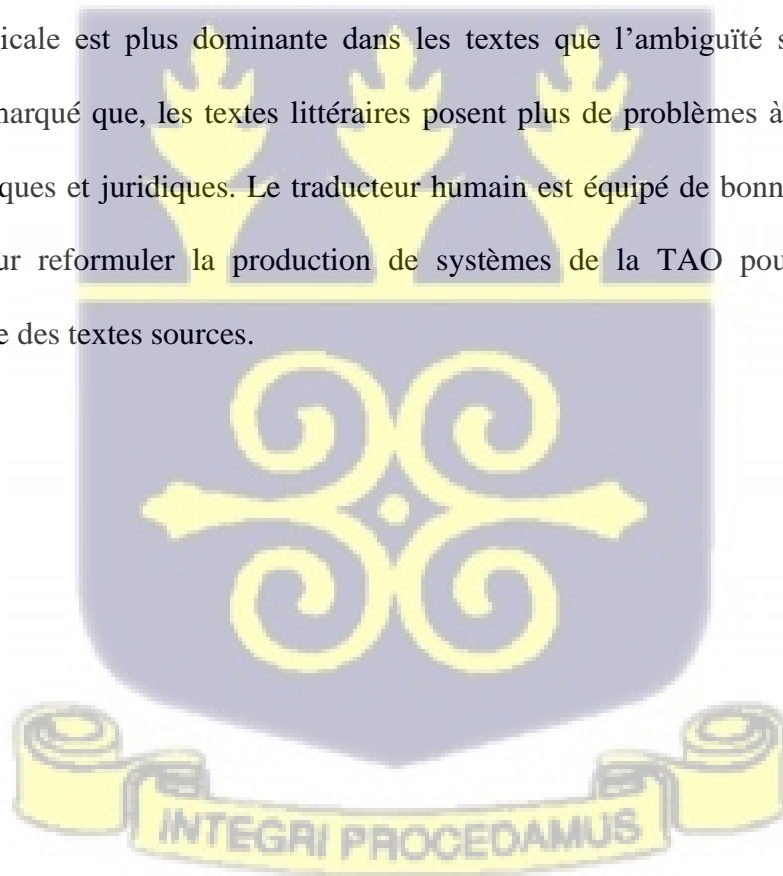 icale est plus dominante dans les textes que l’ambiguïté s
marqué que, les textes littéraires posent plus de problèmes à
iques et juridiques. Le traducteur humain est équipé de bonn
ur reformuler la production de systèmes de la TAO pou
e des textes sources.
INTEGRI PROCEDAMUS